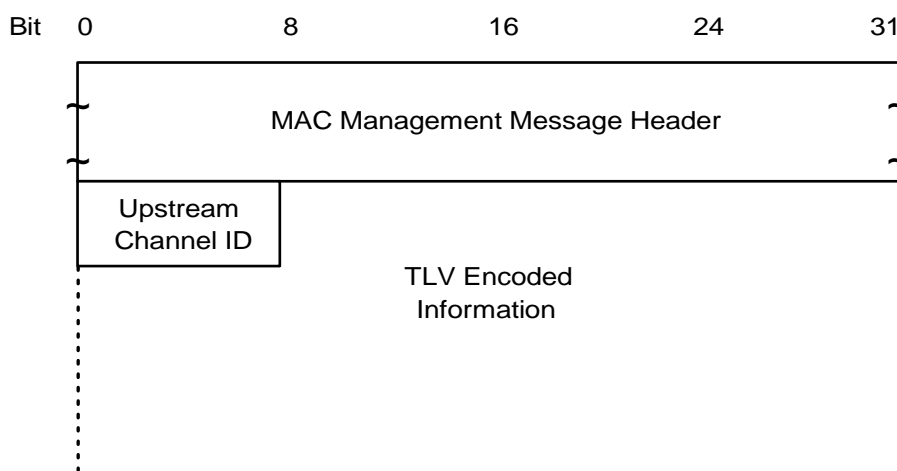 Bit 0 8 16 24 31
MAC Management Message Header
Upstream
Channel ID
TLV Encoded
Information